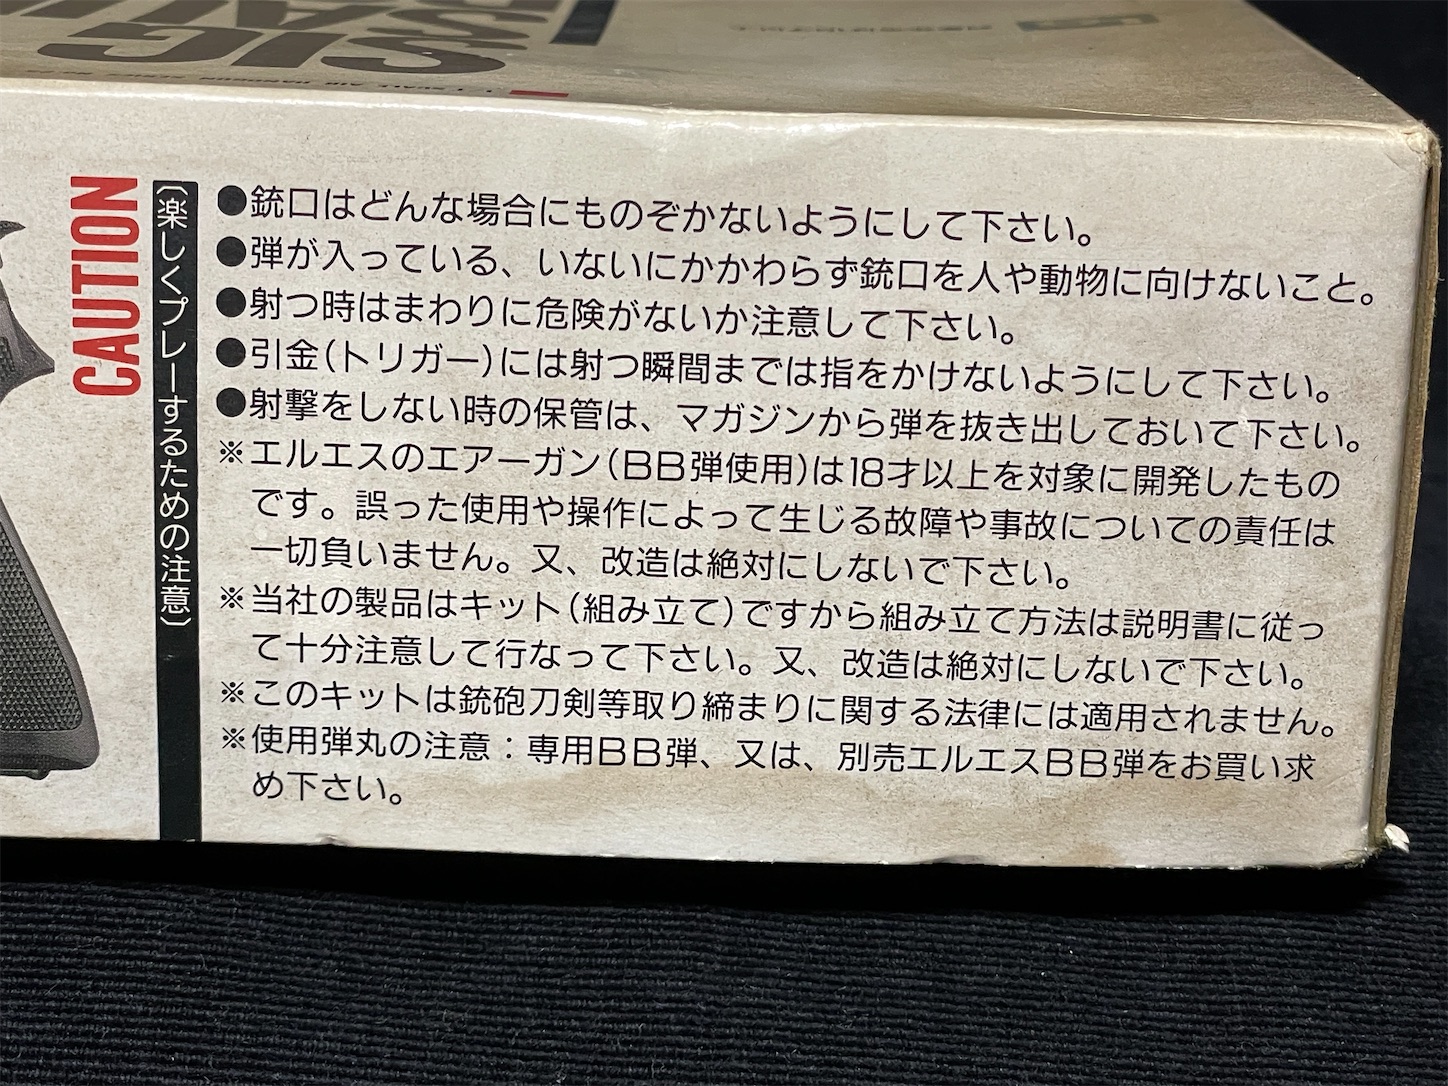 SIG
CAUTION
(楽しくプレーするための注意)
●銃口はどんな場合にものぞかないようにして下さい。
●弾が入っている、いないにかかわらず銃口を人や動物に向けないこと。
●射つ時はまわりに危険がないか注意して下さい。
●引金(トリガー)には射つ瞬間までは指をかけないようにして下さい。
●射撃をしない時の保管は、マガジンから弾を抜き出しておいて下さい。
※エルエスのエアーガン(BB弾使用)は18才以上を対象に開発したもの
です。誤った使用や操作によって生じる故障や事故についての責任は
一切負いません。又、改造は絶対にしないで下さい。
※当社の製品はキット(組み立て)ですから組み立て方法は説明書に従っ
て十分注意して行なって下さい。又、改造は絶対にしないで下さい。
※このキットは銃砲刀剣等取り締まりに関する法律には適用されません。
※使用弾丸の注意：専用BB弾、又は、別売エルエスBB弾をお買い求
め下さい。